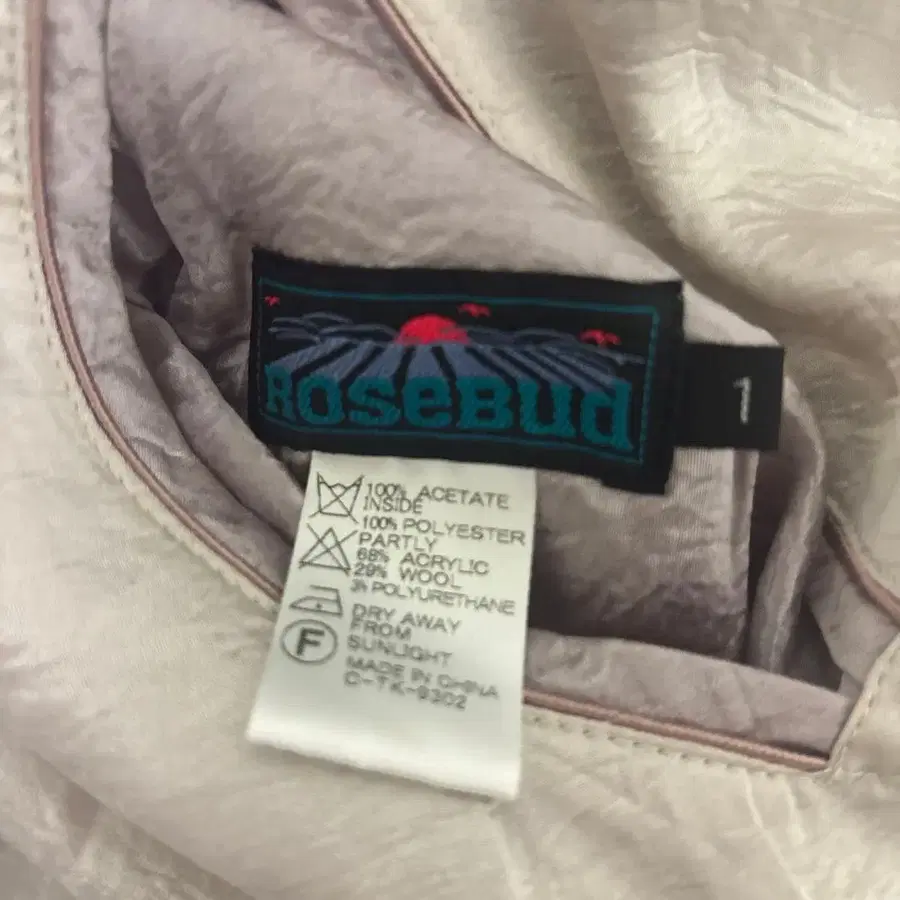 RoseBud
1
100% ACETATE
INSIDE
100% POLYESTER
PARTLY
68% ACRYLIC
29% WOOL
3% POLYURETHANE
DRY AWAY
FROM
SUNLIGHT
F
MADE IN CHINA
C-TK-9302